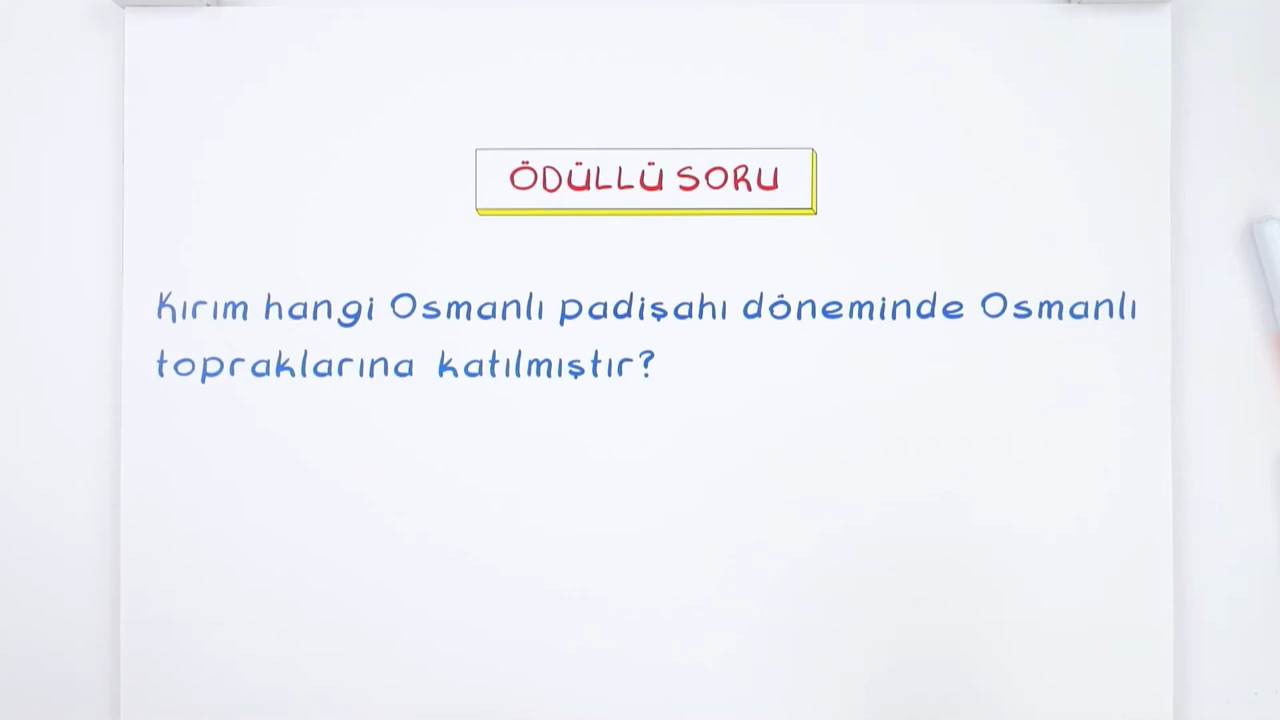 ÖDÜLLÜ SORU
Kırım hangi Osmanlı padişahı döneminde Osmanlı
topraklarına katılmıştır?